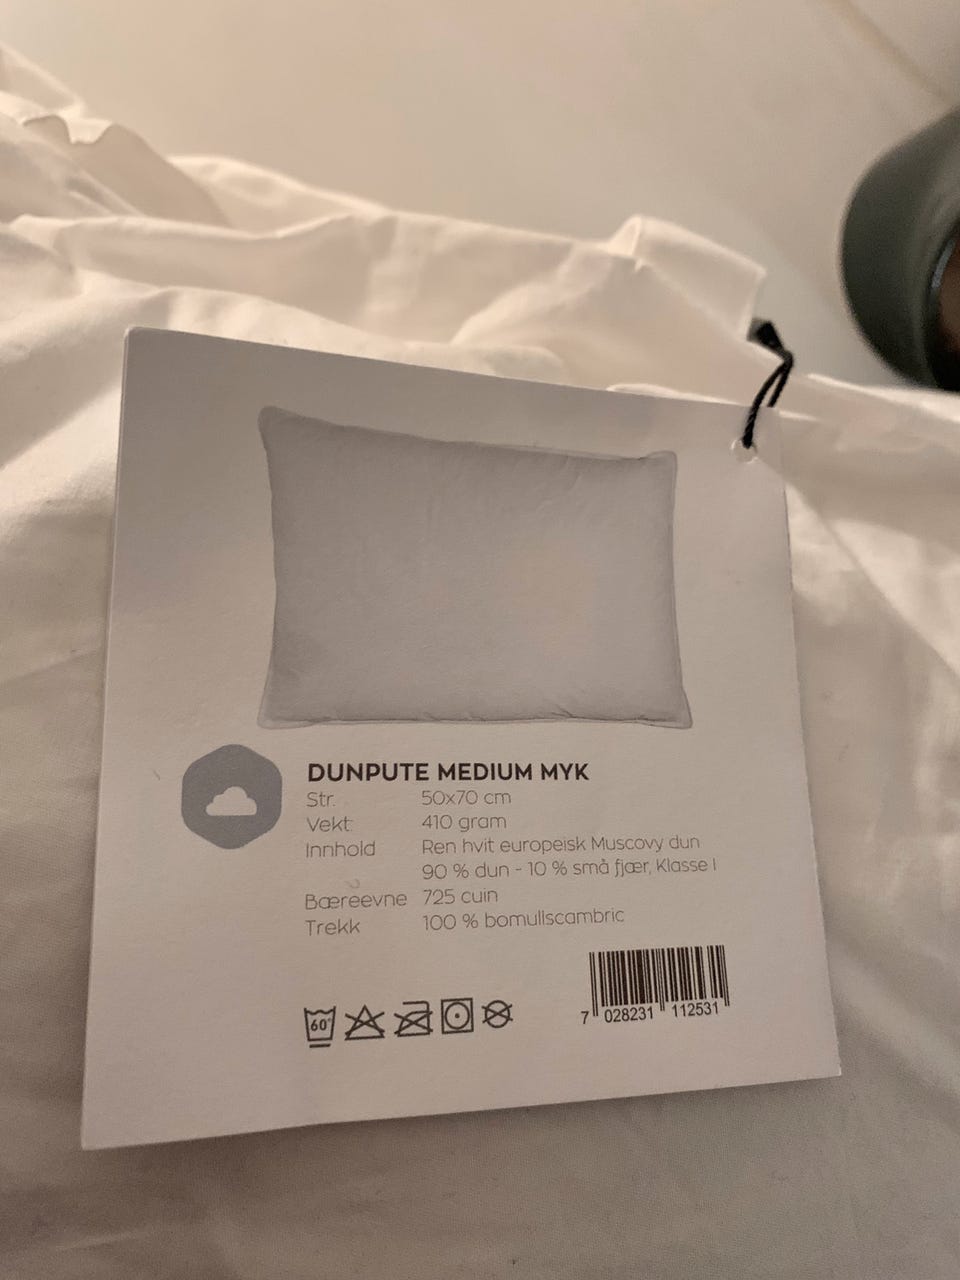 DUNPUTE MEDIUM MYK
Str. 50x70 cm
Vekt: 410 gram
Innhold Ren hvit europeisk Muscovy dun
90 % dun - 10 % små fjær, Klasse I
Bæreevne 725 cuin
Trekk 100 % bomullscambric
60°
7 028231 112531